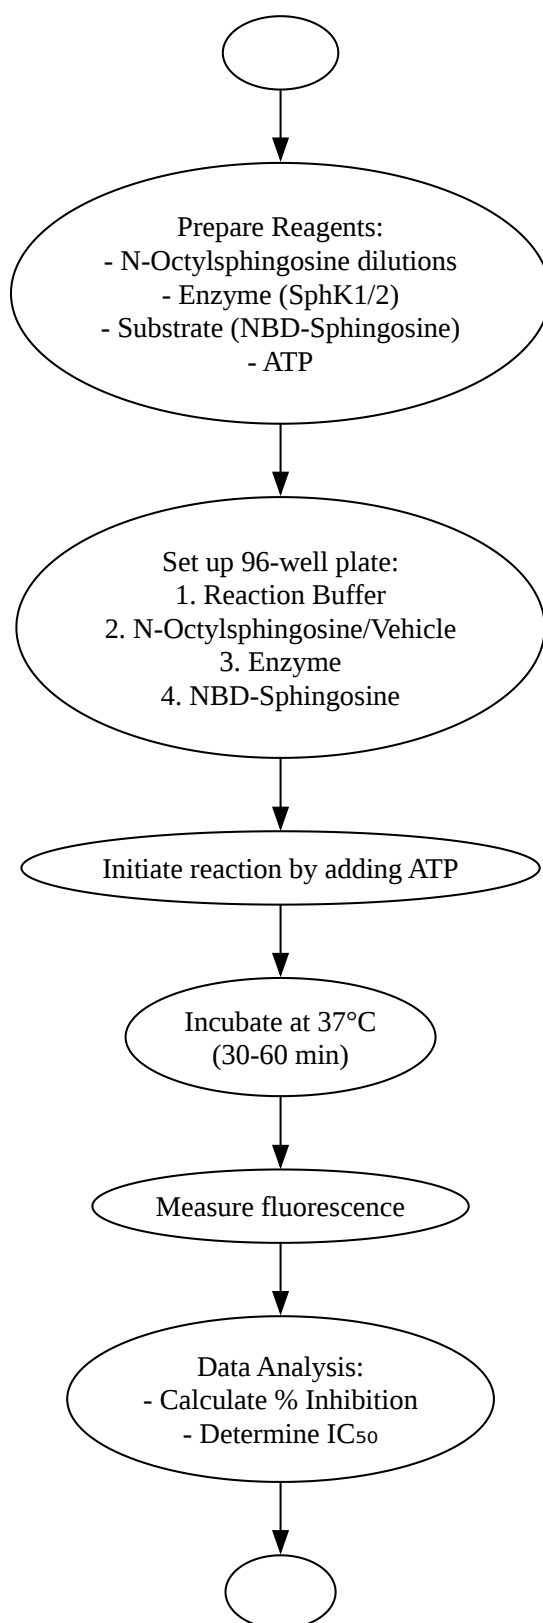 Prepare Reagents:
- N-Octylsphingosine dilutions
- Enzyme (SphK1/2)
- Substrate (NBD-Sphingosine)
- ATP
Set up 96-well plate:
1. Reaction Buffer
2. N-Octylsphingosine/Vehicle
3. Enzyme
4. NBD-Sphingosine
Initiate reaction by adding ATP
Incubate at 37°C
(30-60 min)
Measure fluorescence
Data Analysis:
- Calculate % Inhibition
- Determine IC₅₀